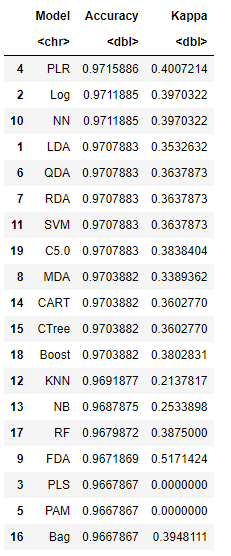 Model Accuracy Kappa
<chr> <dbl> <dbl>
4 PLR 0.9715886 0.4007214
2 Log 0.9711885 0.3970322
10 NN 0.9711885 0.3970322
1 LDA 0.9707883 0.3532632
6 QDA 0.9707883 0.3637873
7 RDA 0.9707883 0.3637873
11 SVM 0.9707883 0.3637873
19 C5.0 0.9707883 0.3838404
8 MDA 0.9703882 0.3389362
14 CART 0.9703882 0.3602770
15 CTree 0.9703882 0.3602770
18 Boost 0.9703882 0.3802831
12 KNN 0.9691877 0.2137817
13 NB 0.9687875 0.2533898
17 RF 0.9679872 0.3875000
9 FDA 0.9671869 0.5171424
3 PLS 0.9667867 0.0000000
5 PAM 0.9667867 0.0000000
16 Bag 0.9667867 0.3948111